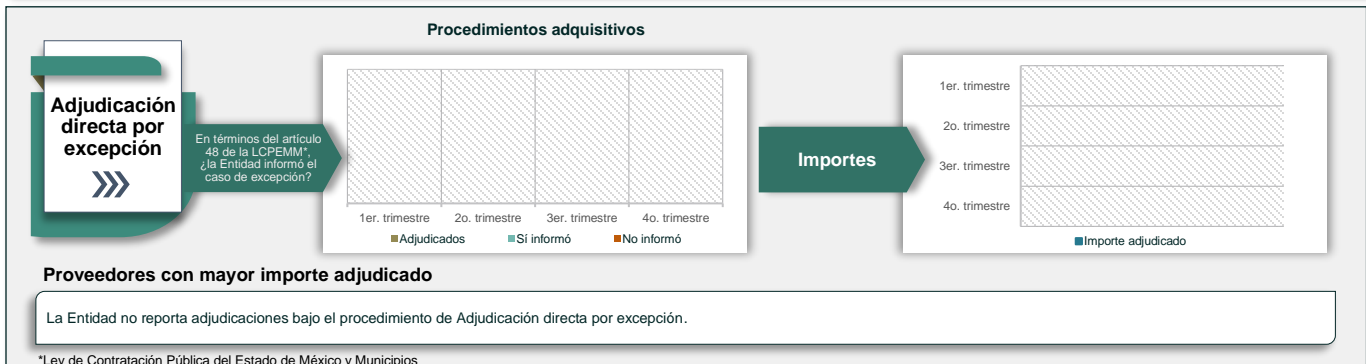 Procedimientos adquisitivos
Adjudicación
directa por
excepción
En términos del artículo
48 de la LCPEMM*,
¿la Entidad informó el
caso de excepción?
1er. trimestre 2o. trimestre 3er. trimestre 4o. trimestre
Adjudicados Sí informó No informó
Importes
1er. trimestre
2o. trimestre
3er. trimestre
4o. trimestre
Importe adjudicado
Proveedores con mayor importe adjudicado
La Entidad no reporta adjudicaciones bajo el procedimiento de Adjudicación directa por excepción.
*Ley de Contratación Pública del Estado de México y Municipios